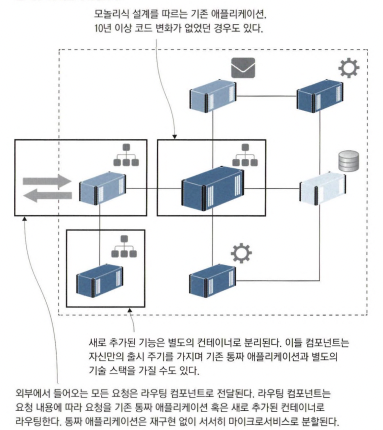 모놀리식 설계를 따르는 기존 애플리케이션.
10년 이상 코드 변화가 없었던 경우도 있다.
새로 추가된 기능은 별도의 컨테이너로 분리된다. 이들 컴포넌트는
자신만의 출시 주기를 가지며 기존 통짜 애플리케이션과 별도의
기술 스택을 가질 수도 있다.
외부에서 들어오는 모든 요청은 라우팅 컴포넌트로 전달된다. 라우팅 컴포넌트는
요청 내용에 따라 요청을 기존 통짜 애플리케이션 혹은 새로 추가된 컨테이너로
라우팅한다. 통짜 애플리케이션은 재구현 없이 서서히 마이크로서비스로 분할된다.